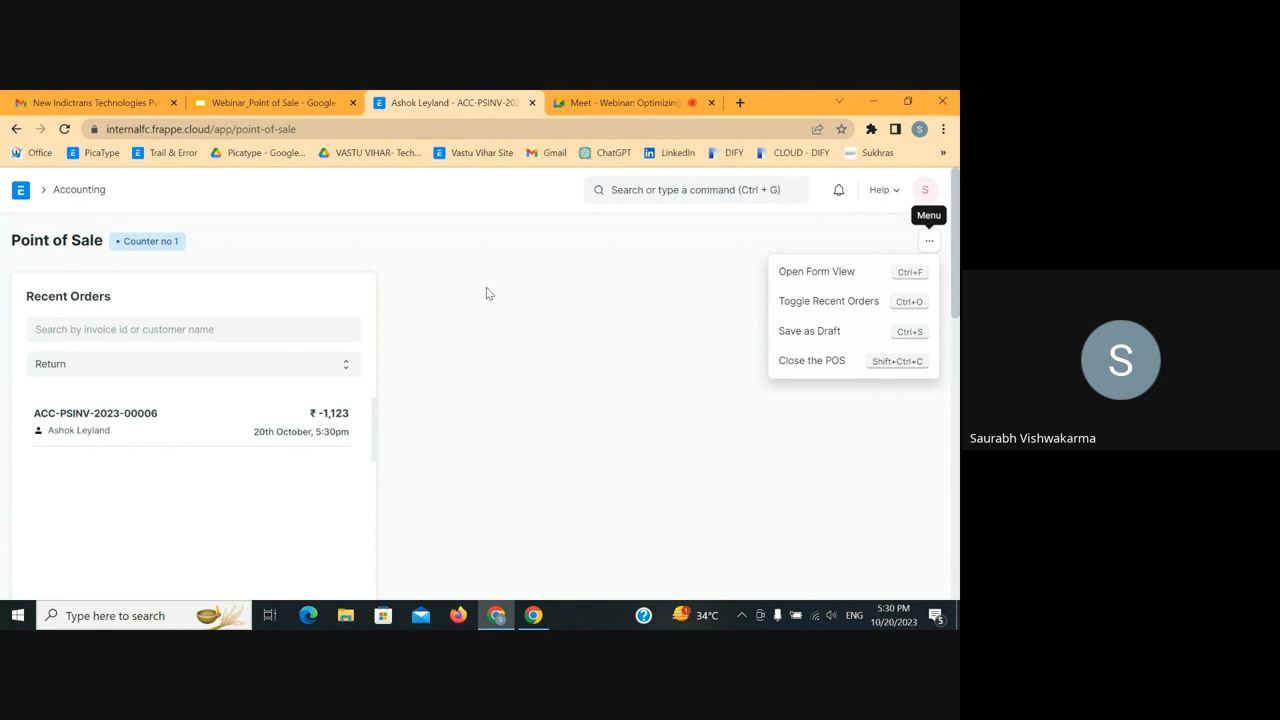 New Indictrans Technologies Pv
Webinar_Point of Sale - Google
Ashok Leyland - ACC-PSINV-202
Meet - Webinar: Optimizing
internalfc.frappe.cloud/app/point-of-sale
S
Office
PicaType
Trail & Error
Picatype - Google...
VASTU VIHAR- Tech...
Vastu Vihar Site
Gmail
ChatGPT
LinkedIn
DIFY
CLOUD - DIFY
Sukhras
»
E
Accounting
Search or type a command (Ctrl + G)
Help
S
Menu
Point of Sale
• Counter no 1
...
Open Form View Ctrl+F
Toggle Recent Orders Ctrl+O
Save as Draft Ctrl+S
Close the POS Shift+Ctrl+C
Recent Orders
Search by invoice id or customer name
Return
ACC-PSINV-2023-00006 ₹ -1,123
Ashok Leyland 20th October, 5:30pm
S
Saurabh Vishwakarma
Type here to search
34°C
ENG
5:30 PM
10/20/2023
5